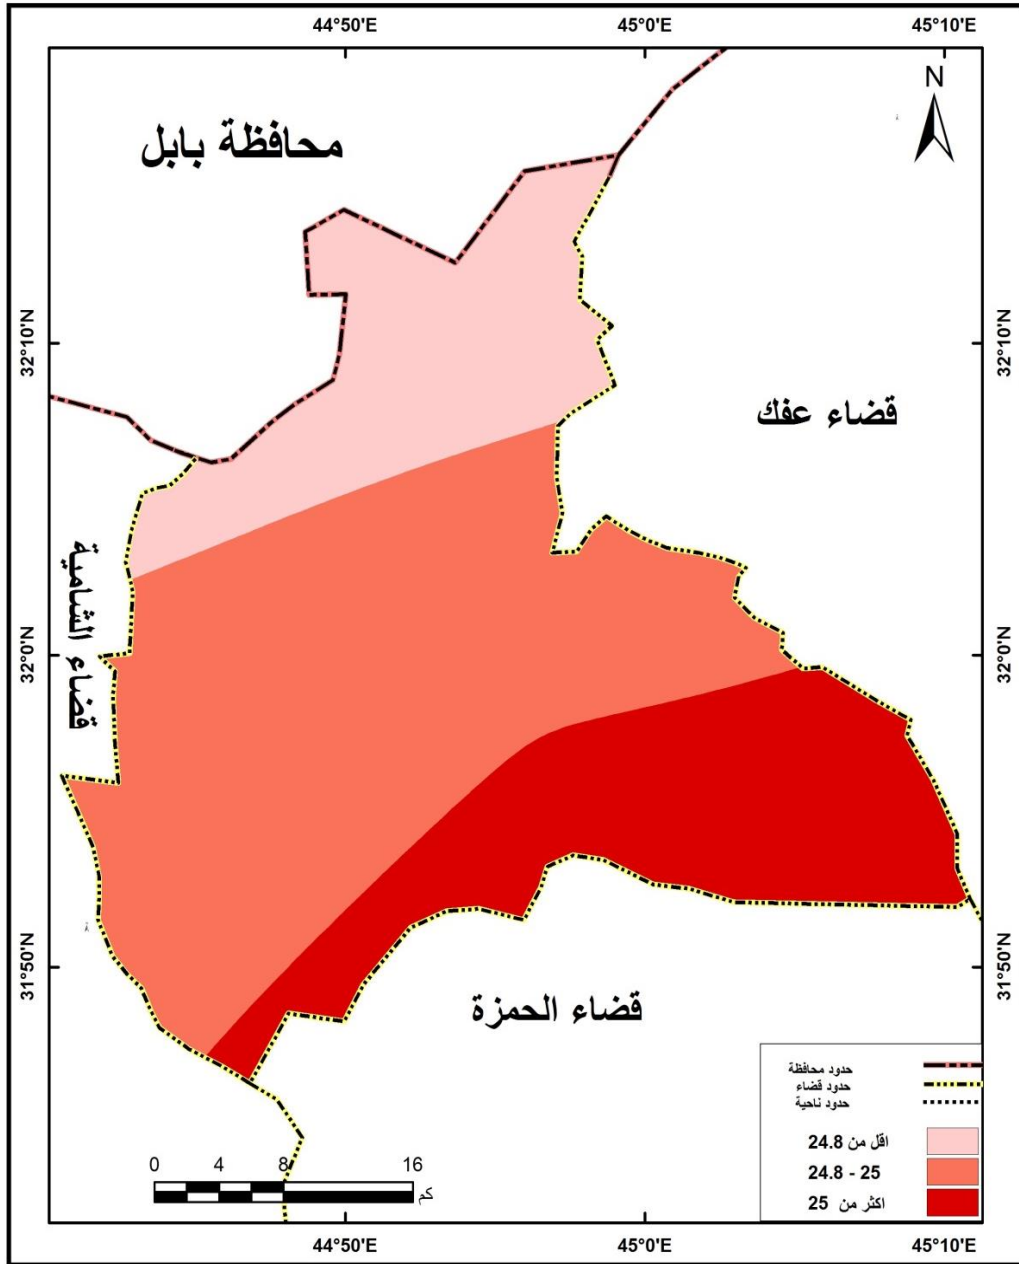 44°50'E
45°0'E
45°10'E
N
محافظة بابل
32°10'N
32°10'N
قضاء عفك
قضاء الشامية
32°0'N
32°0'N
31°50'N
31°50'N
قضاء الحمزة
حدود محافظة
حدود قضاء
حدود ناحية
اقل من 24.8
24.8 - 25
اكثر من 25
0 4 8 16
كم
44°50'E
45°0'E
45°10'E